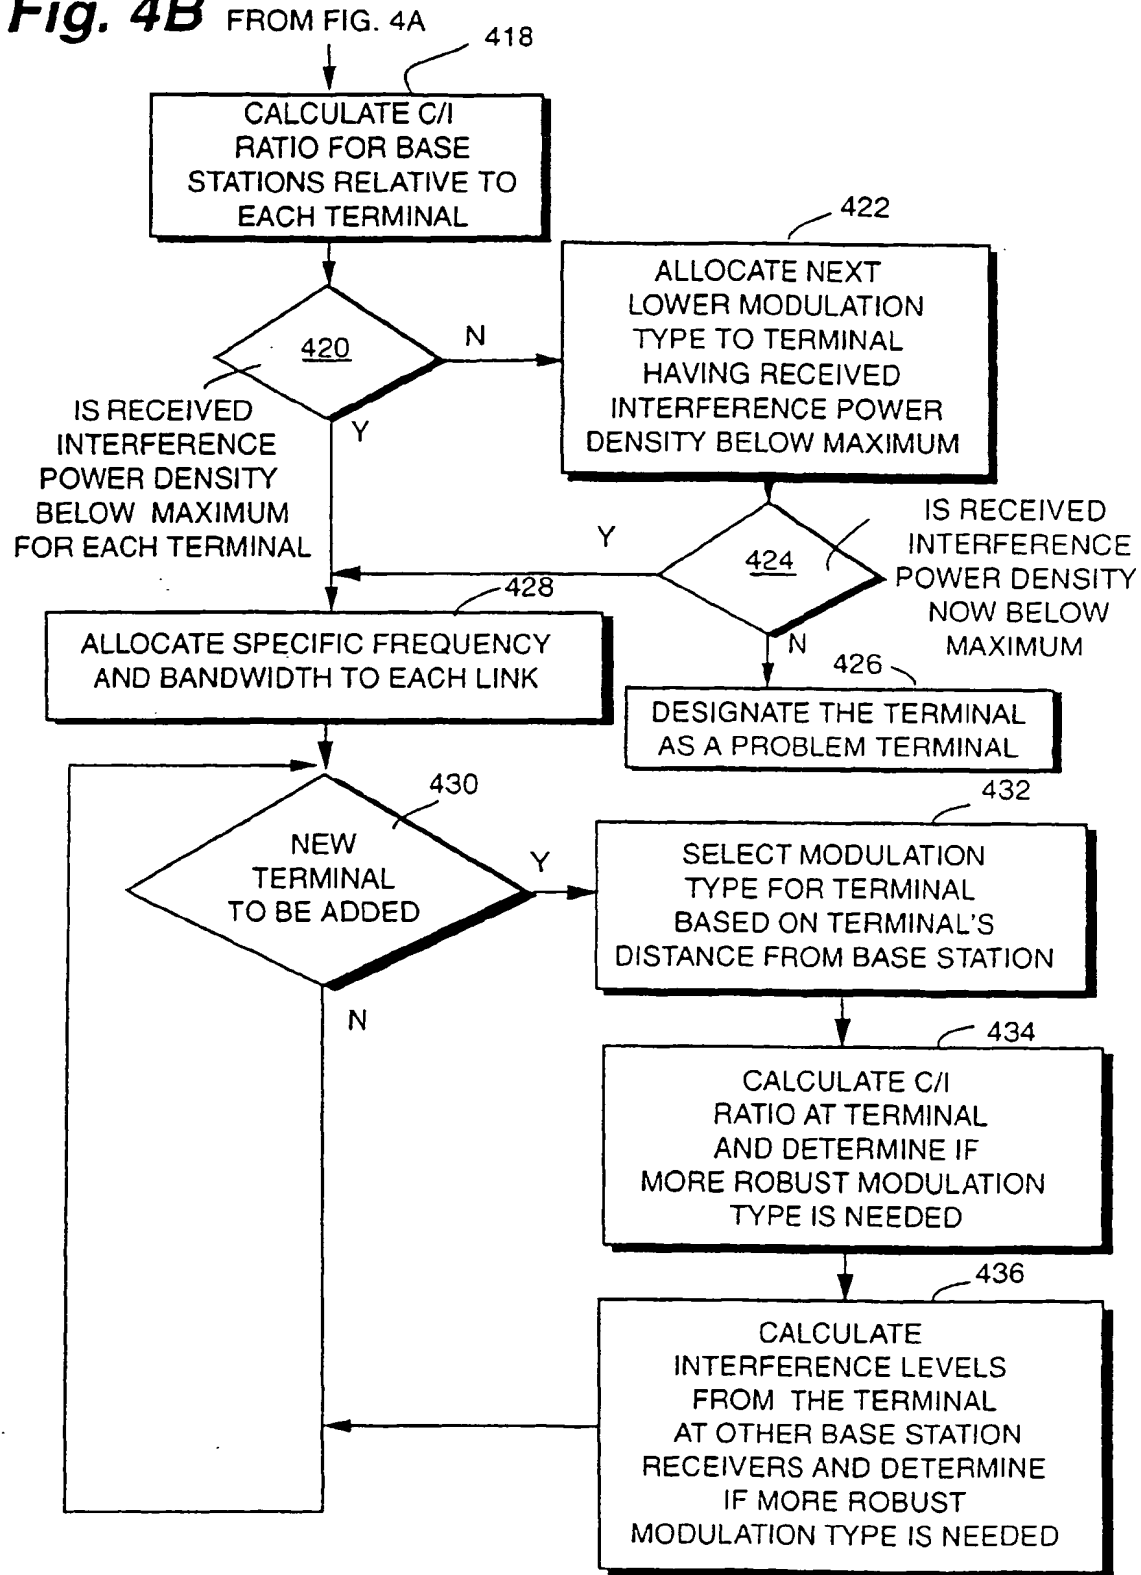 Fig. 4B FROM FIG. 4A
418
CALCULATE C/I
RATIO FOR BASE
STATIONS RELATIVE TO
EACH TERMINAL
422
ALLOCATE NEXT
LOWER MODULATION
TYPE TO TERMINAL
HAVING RECEIVED
INTERFERENCE POWER
DENSITY BELOW MAXIMUM
420
N
Y
IS RECEIVED
INTERFERENCE
POWER DENSITY
BELOW MAXIMUM
FOR EACH TERMINAL
424
Y
N
IS RECEIVED
INTERFERENCE
POWER DENSITY
NOW BELOW
MAXIMUM
428
ALLOCATE SPECIFIC FREQUENCY
AND BANDWIDTH TO EACH LINK
426
DESIGNATE THE TERMINAL
AS A PROBLEM TERMINAL
430
NEW
TERMINAL
TO BE ADDED
Y
N
432
SELECT MODULATION
TYPE FOR TERMINAL
BASED ON TERMINAL'S
DISTANCE FROM BASE STATION
434
CALCULATE C/I
RATIO AT TERMINAL
AND DETERMINE IF
MORE ROBUST MODULATION
TYPE IS NEEDED
436
CALCULATE
INTERFERENCE LEVELS
FROM THE TERMINAL
AT OTHER BASE STATION
RECEIVERS AND DETERMINE
IF MORE ROBUST
MODULATION TYPE IS NEEDED